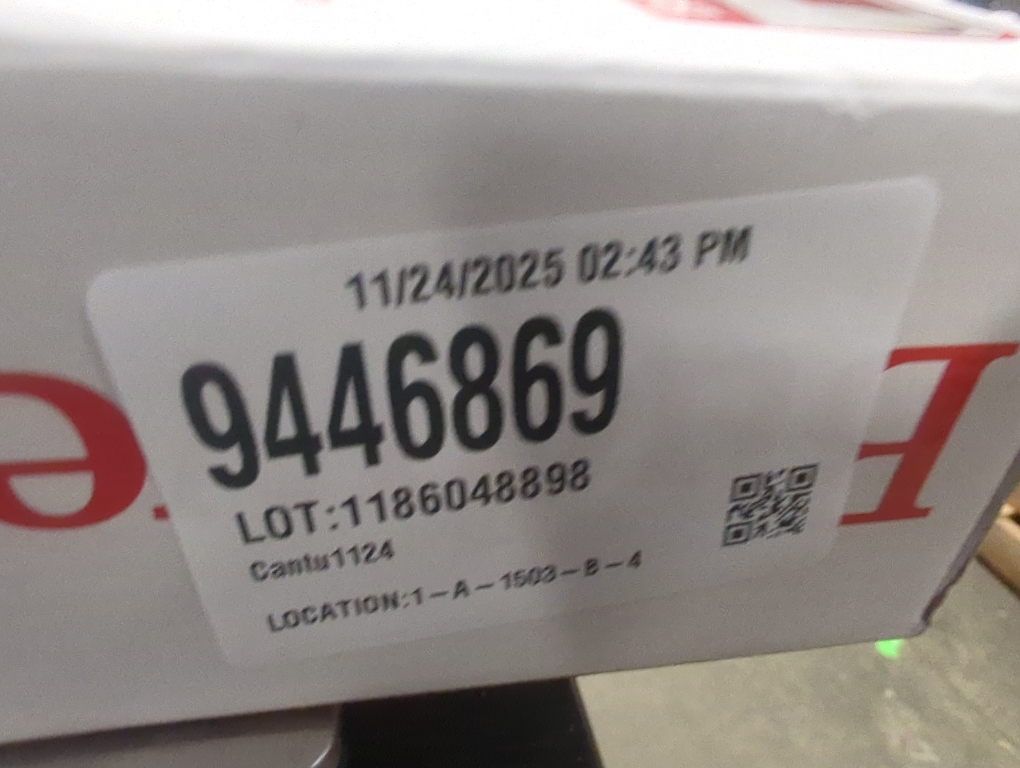 11/24/2025 02:43 PM
9446869
LOT:1186048898
Cantu1124
LOCATION:1-A-1503-B-4
e